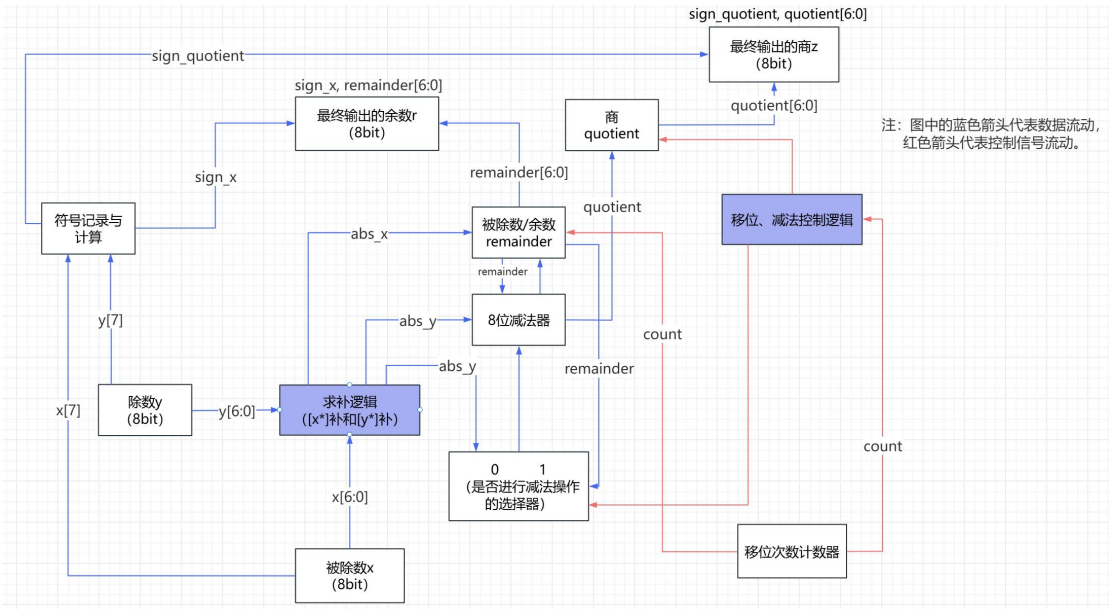 sign_quotient, quotient[6:0]
最终输出的商z
（8bit）
sign_quotient
sign_x, remainder[6:0]
最终输出的余数r
（8bit）
商
quotient
quotient[6:0]
注：图中的蓝色箭头代表数据流动，
红色箭头代表控制信号流动。
sign_x
remainder[6:0]
quotient
符号记录与
计算
abs_x
被除数/余数
remainder
移位、减法控制逻辑
remainder
8位减法器
y[7]
abs_y
count
abs_y
remainder
x[7]
除数y
（8bit）
y[6:0]
求补逻辑
（[x*]补和[y*]补）
count
0 1
（是否进行减法操作
的选择器）
x[6:0]
移位次数计数器
被除数x
（8bit）